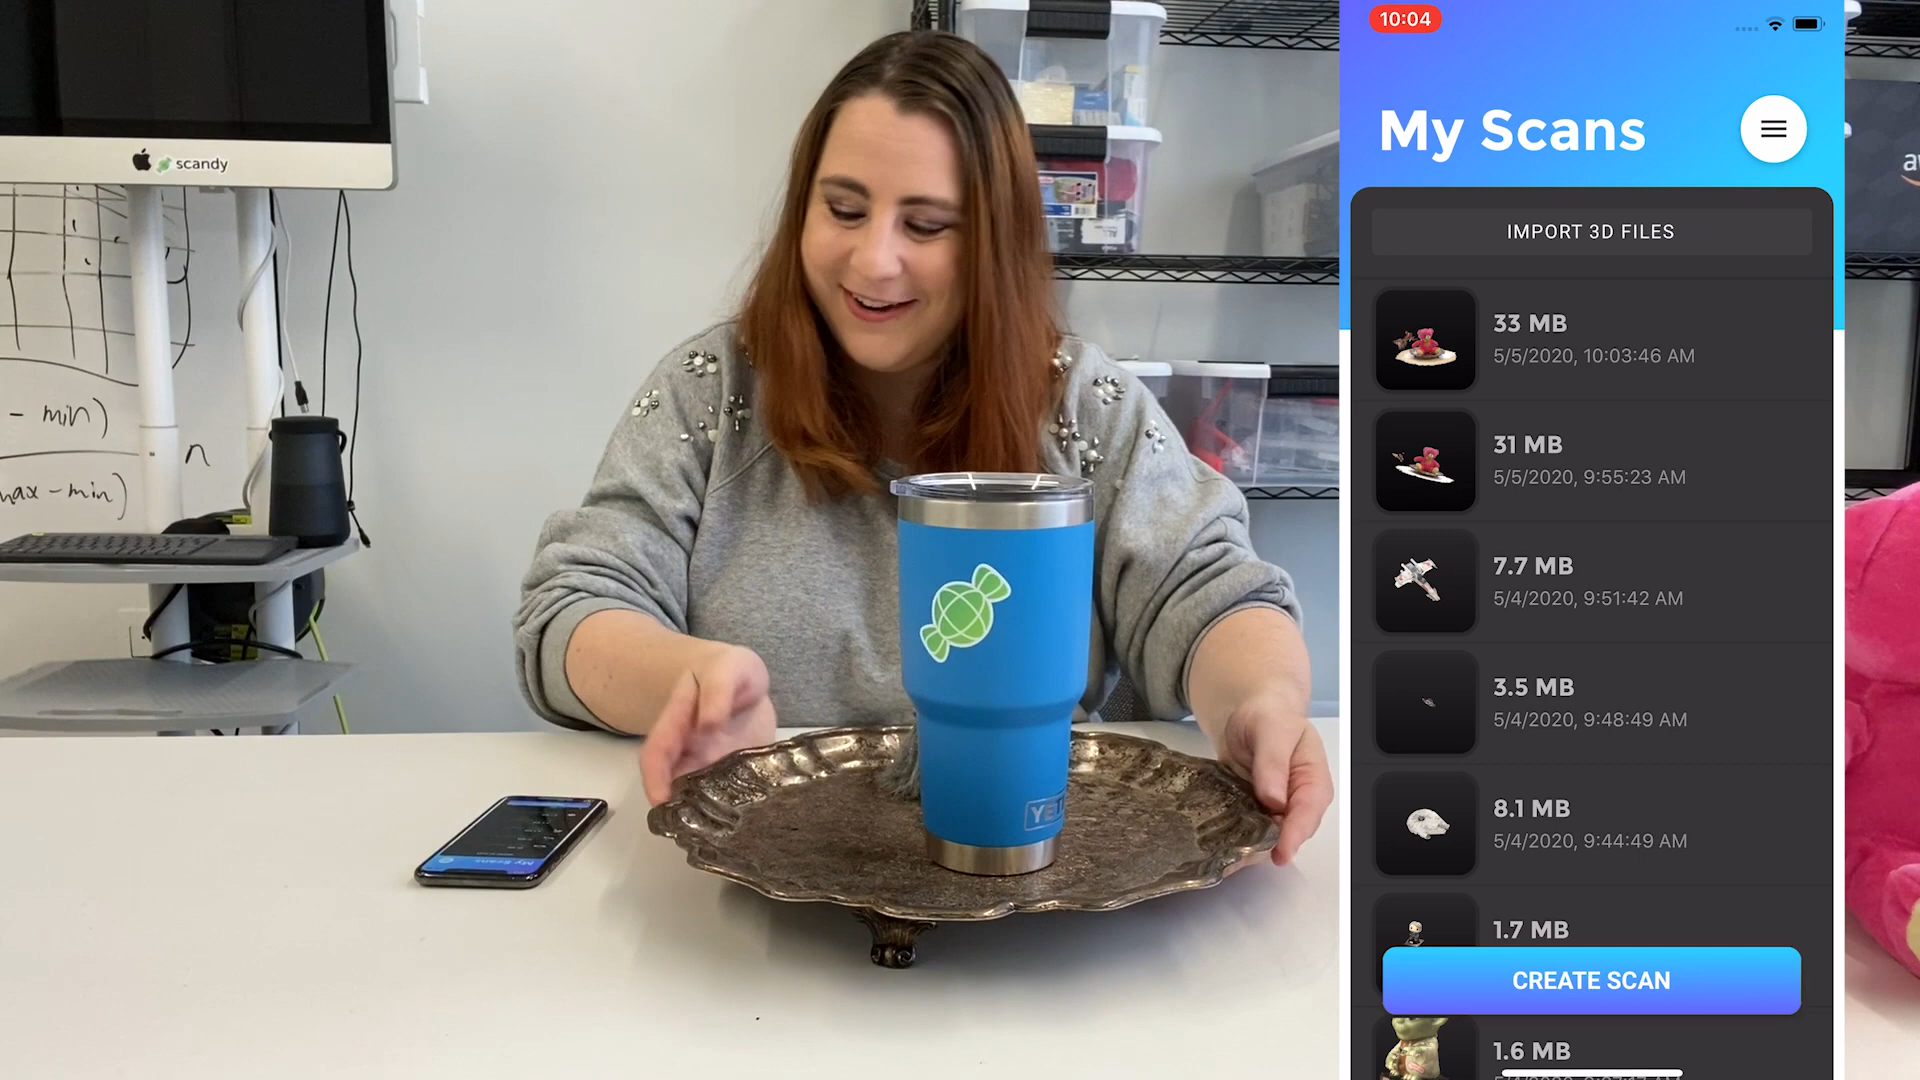 scandy
- min)
n
max - min)
YETI
10:04
My Scans
IMPORT 3D FILES
33 MB
5/5/2020, 10:03:46 AM
31 MB
5/5/2020, 9:55:23 AM
7.7 MB
5/4/2020, 9:51:42 AM
3.5 MB
5/4/2020, 9:48:49 AM
8.1 MB
5/4/2020, 9:44:49 AM
1.7 MB
CREATE SCAN
1.6 MB